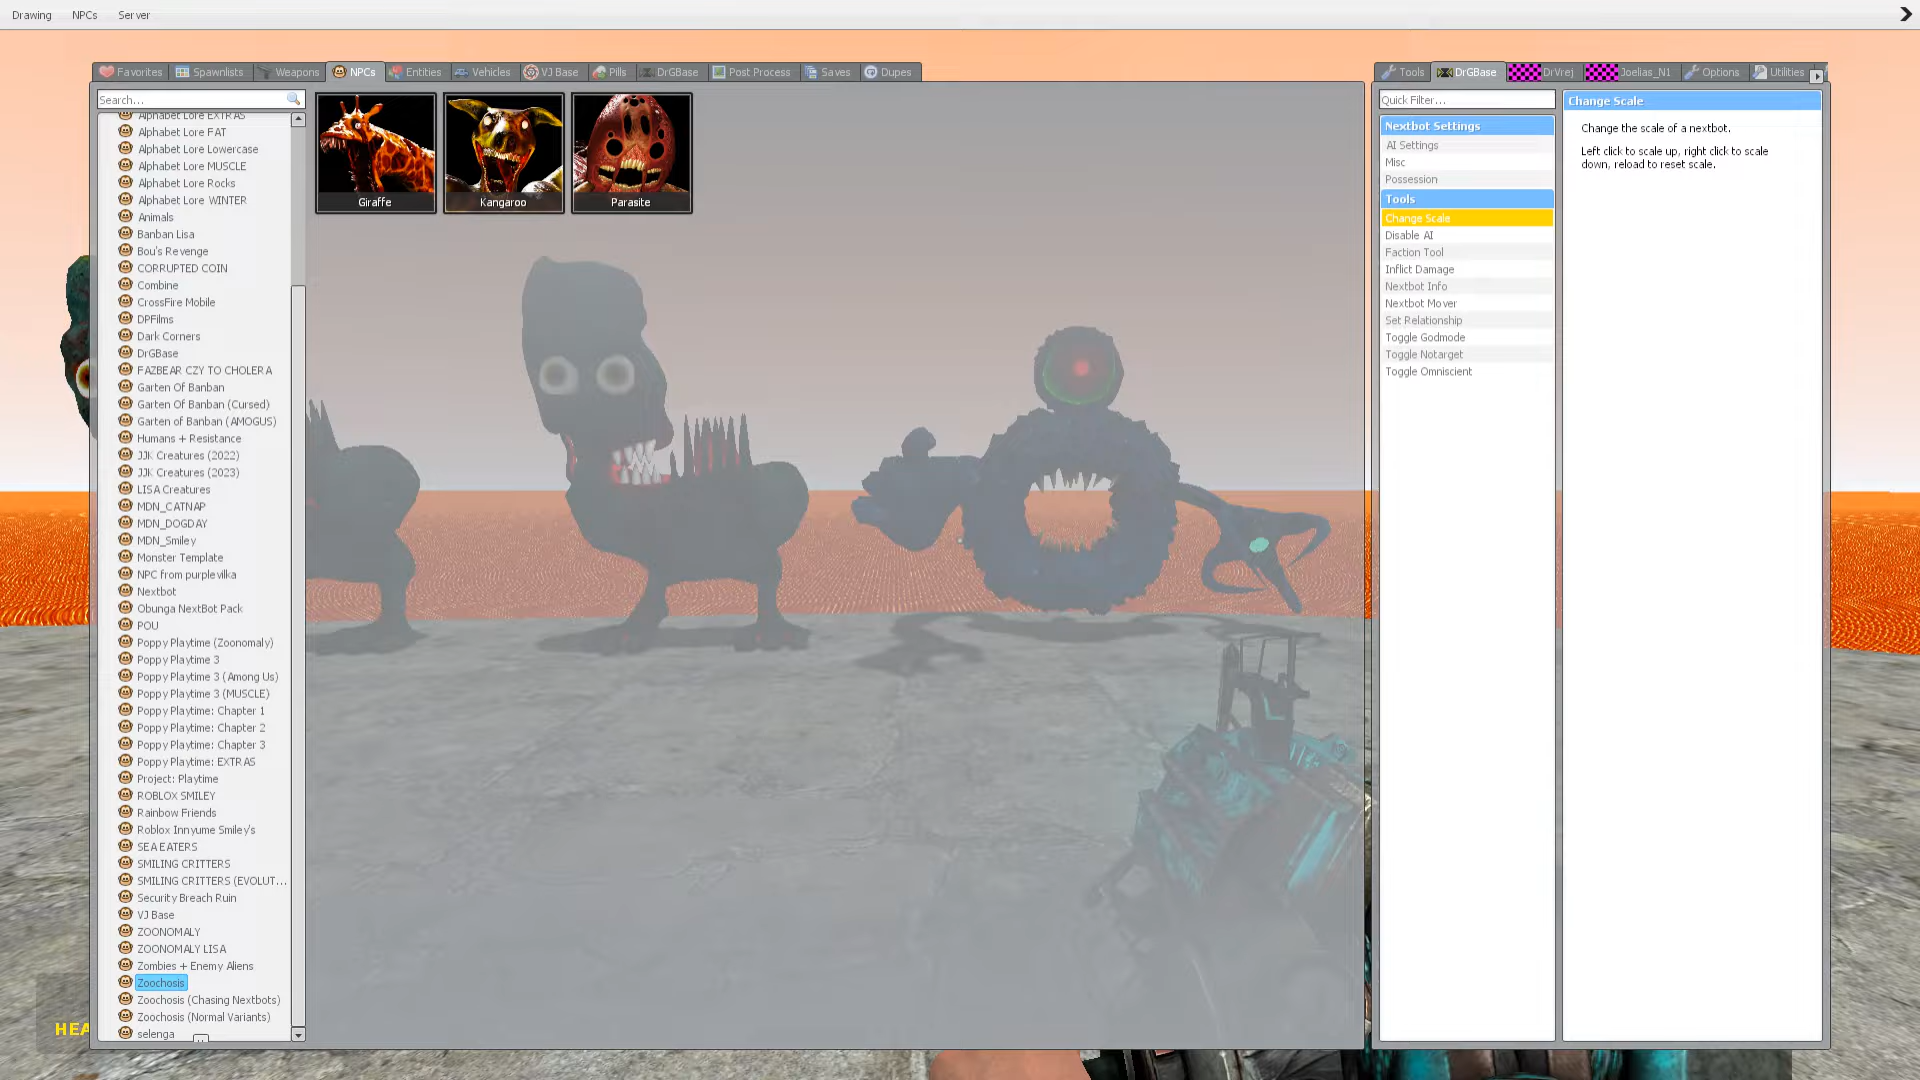 Drawing NPCs Server
Favorites Spawnlists Weapons NPCs Entities Vehicles VJ Base Pills DrGBase Post Process Saves Dupes
Search...
Alphabet Lore EXTRAS
Alphabet Lore FAT
Alphabet Lore Lowercase
Alphabet Lore MUSCLE
Alphabet Lore Rocks
Alphabet Lore WINTER
Animals
Banban Lisa
Bou's Revenge
CORRUPTED COIN
Combine
CrossFire Mobile
DPFilms
Dark Corners
DrGBase
FAZBEAR CZY TO CHOLERA
Garten Of Banban
Garten Of Banban (Cursed)
Garten of Banban (AMOGUS)
Humans + Resistance
JJK Creatures (2022)
JJK Creatures (2023)
LISA Creatures
MDN_CATNAP
MDN_DOGDAY
MDN_Smiley
Monster Template
NPC from purplevilka
Nextbot
Obunga NextBot Pack
POU
Poppy Playtime (Zoonomaly)
Poppy Playtime 3
Poppy Playtime 3 (Among Us)
Poppy Playtime 3 (MUSCLE)
Poppy Playtime: Chapter 1
Poppy Playtime: Chapter 2
Poppy Playtime: Chapter 3
Poppy Playtime: EXTRAS
Project: Playtime
ROBLOX SMILEY
Rainbow Friends
Roblox Innyume Smiley's
SEA EATERS
SMILING CRITTERS
SMILING CRITTERS (EVOLUT...
Security Breach Ruin
VJ Base
ZOONOMALY
ZOONOMALY LISA
Zombies + Enemy Aliens
Zoochosis
Zoochosis (Chasing Nextbots)
Zoochosis (Normal Variants)
selenga
HEA
Giraffe Kangaroo Parasite
Tools DrGBase DrVrej Joelias_N1 Options Utilities
Quick Filter...
Nextbot Settings
AI Settings
Misc
Possession
Tools
Change Scale
Disable AI
Faction Tool
Inflict Damage
Nextbot Info
Nextbot Mover
Set Relationship
Toggle Godmode
Toggle Notarget
Toggle Omniscient
Change Scale
Change the scale of a nextbot.
Left click to scale up, right click to scale
down, reload to reset scale.